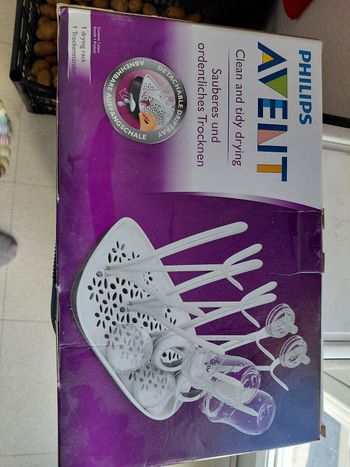 PHILIPS
AVENT
Clean and tidy drying
Sauberes und
ordentliches Trocknen
DETACHABLE DRIP TRAY
ABNEHMBARE AUFFANGSCHALE
1 drying rack
1 Trockenständer